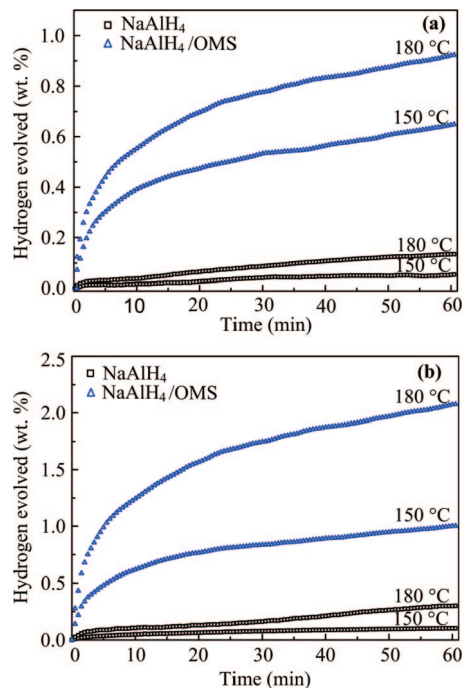 (a)
□ NaAlH₄
△ NaAlH₄/OMS
180 °C
150 °C
180 °C
150 °C
Hydrogen evolved (wt. %)
1.0
0.8
0.6
0.4
0.2
0.0
0 10 20 30 40 50 60
Time (min)
(b)
□ NaAlH₄
△ NaAlH₄/OMS
180 °C
150 °C
180 °C
150 °C
Hydrogen evolved (wt. %)
2.5
2.0
1.5
1.0
0.5
0.0
0 10 20 30 40 50 60
Time (min)